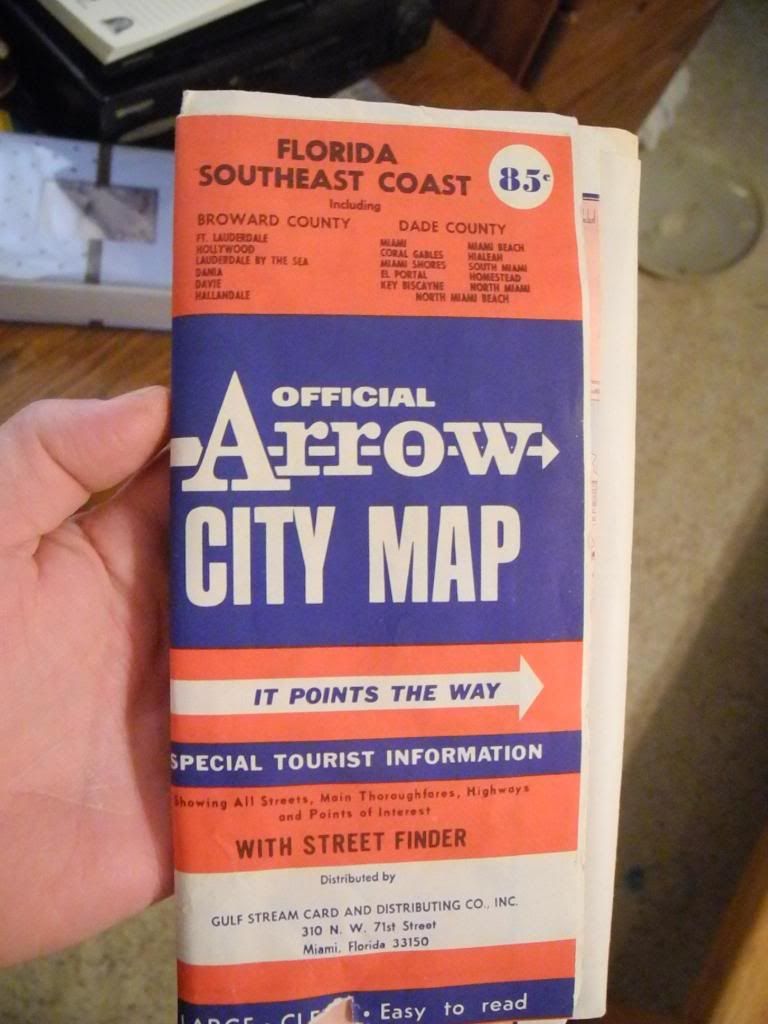 FLORIDA
SOUTHEAST COAST
85¢
Including
BROWARD COUNTY
FT. LAUDERDALE
HOLLYWOOD
LAUDERDALE BY THE SEA
DANIA
DAVIE
HALLANDALE
DADE COUNTY
MIAMI
CORAL GABLES
MIAMI SHORES
EL PORTAL
KEY BISCAYNE
MIAMI BEACH
HIALEAH
SOUTH MIAMI
HOMESTEAD
NORTH MIAMI
NORTH MIAMI BEACH
OFFICIAL
Arrow
CITY MAP
IT POINTS THE WAY
SPECIAL TOURIST INFORMATION
Showing All Streets, Main Thoroughfares, Highways
and Points of Interest
WITH STREET FINDER
Distributed by
GULF STREAM CARD AND DISTRIBUTING CO., INC.
310 N. W. 71st Street
Miami, Florida 33150
LARGE • • Easy to read